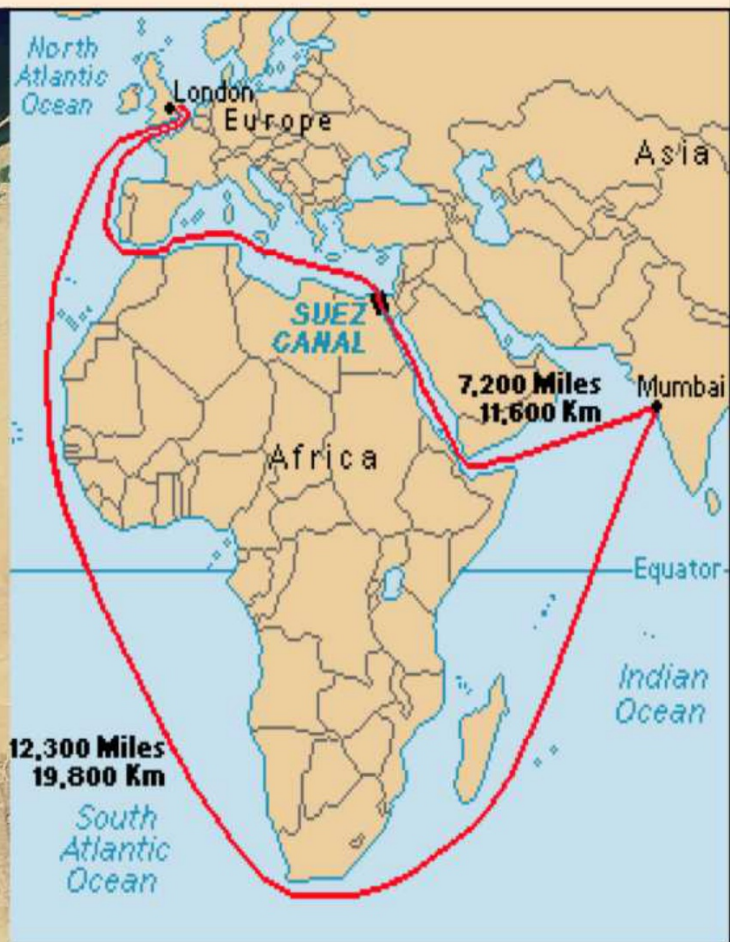 North
Atlantic
Ocean
London
Europe
Asia
SUEZ
CANAL
7,200 Miles
11,600 Km
Mumbai
Africa
Equator
Indian
Ocean
12,300 Miles
19,800 Km
South
Atlantic
Ocean